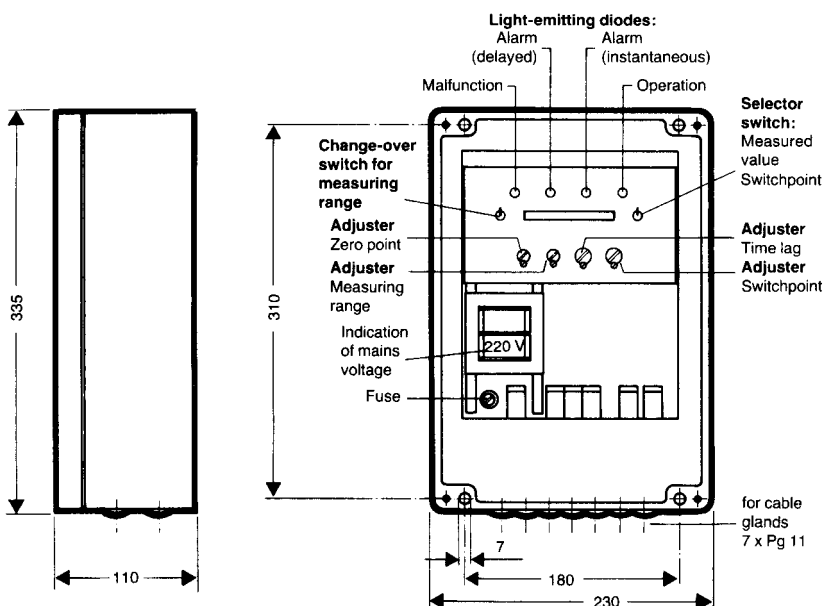 Light-emitting diodes:
Alarm
(delayed)
Alarm
(instantaneous)
Malfunction
Operation
Selector
switch:
Measured
value
Switchpoint
Change-over
switch for
measuring
range
Adjuster
Zero point
Adjuster
Measuring
range
Adjuster
Time lag
Adjuster
Switchpoint
Indication
of mains
voltage
220 V
Fuse
335
310
for cable
glands
7 x Pg 11
7
110
180
230